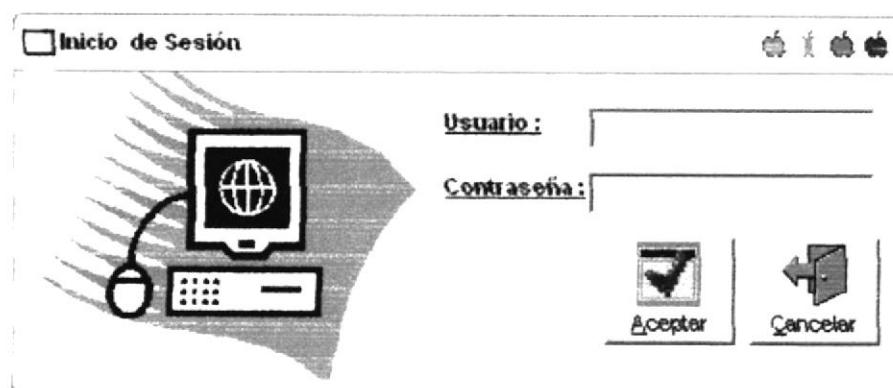 Inicio de Sesión
Usuario :
Contraseña :
Aceptar
Cancelar